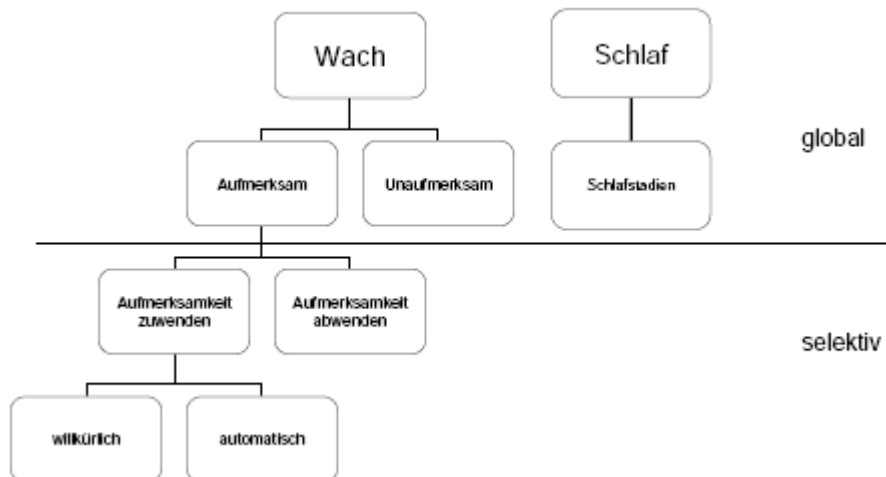 Wach
Schlaf
global
Aufmerksam
Unaufmerksam
Schlafstadien
Aufmerksamkeit
zuwenden
Aufmerksamkeit
abwenden
selektiv
willkürlich
automatisch